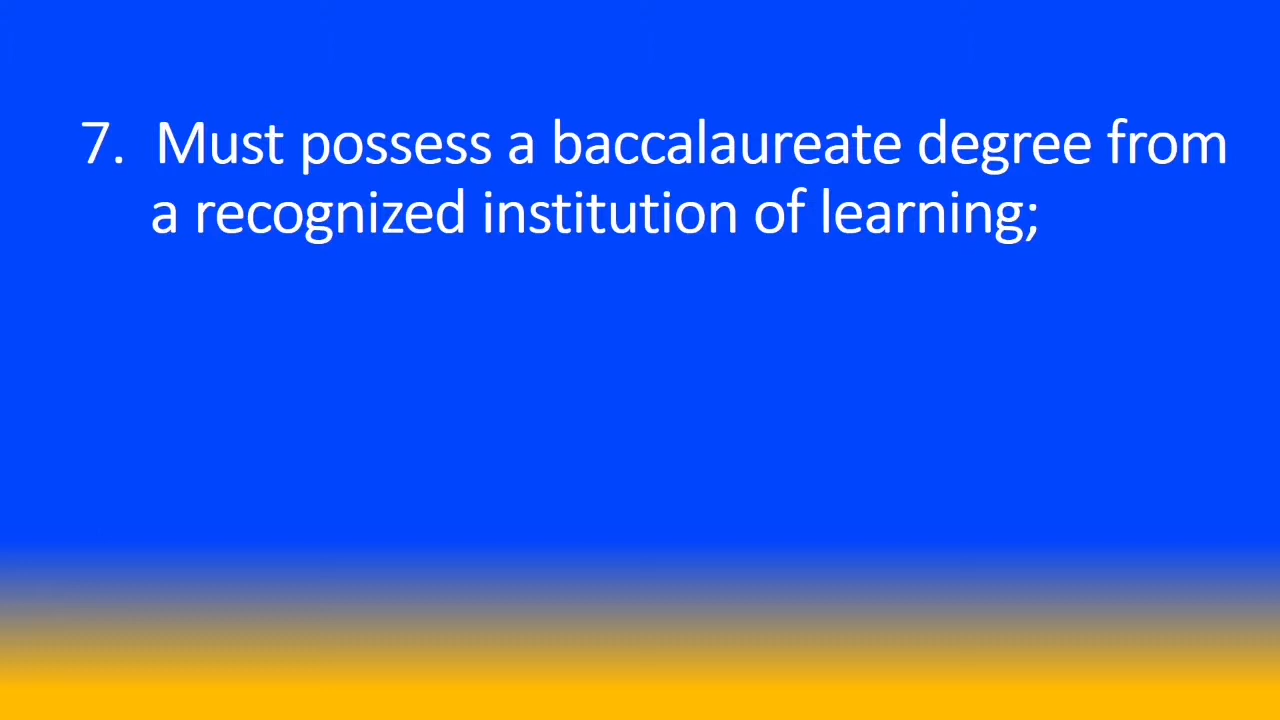 7. Must possess a baccalaureate degree from
a recognized institution of learning;